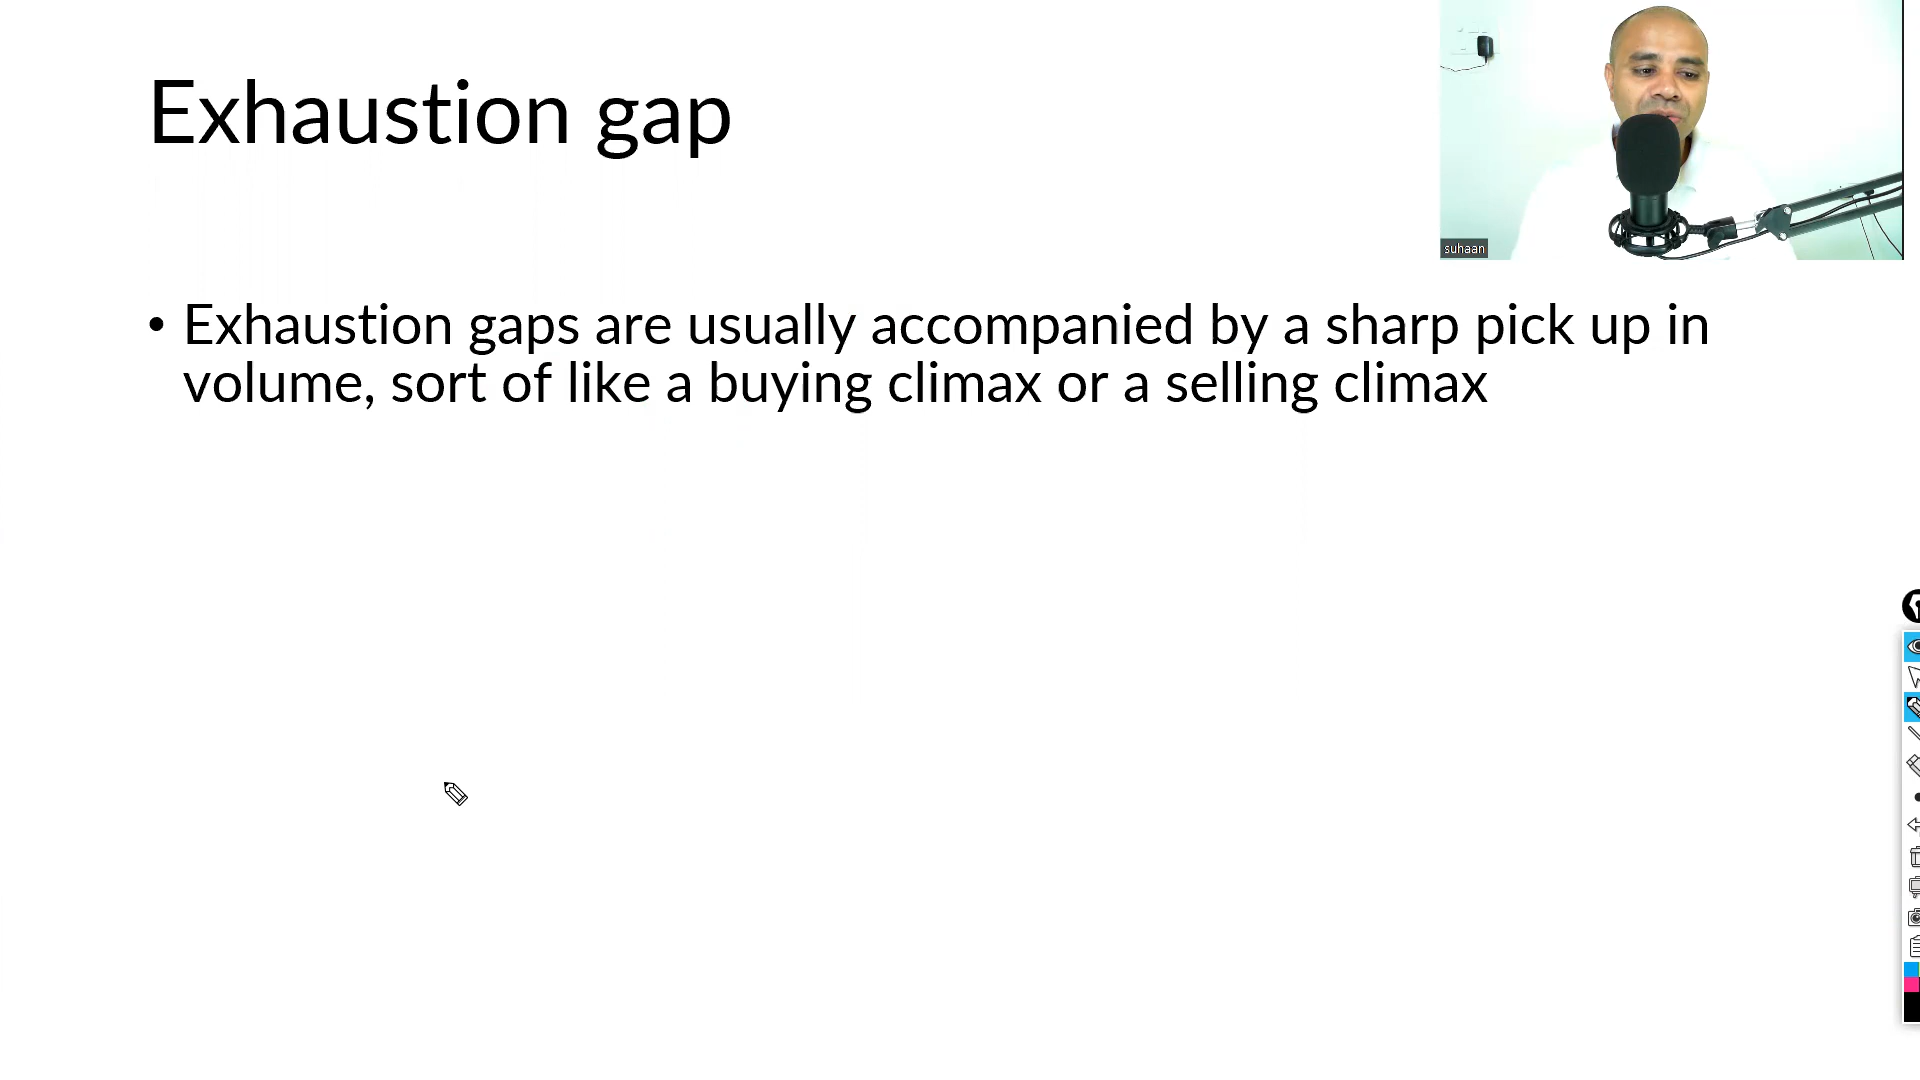 Exhaustion gap
suhaan
• Exhaustion gaps are usually accompanied by a sharp pick up in
volume, sort of like a buying climax or a selling climax